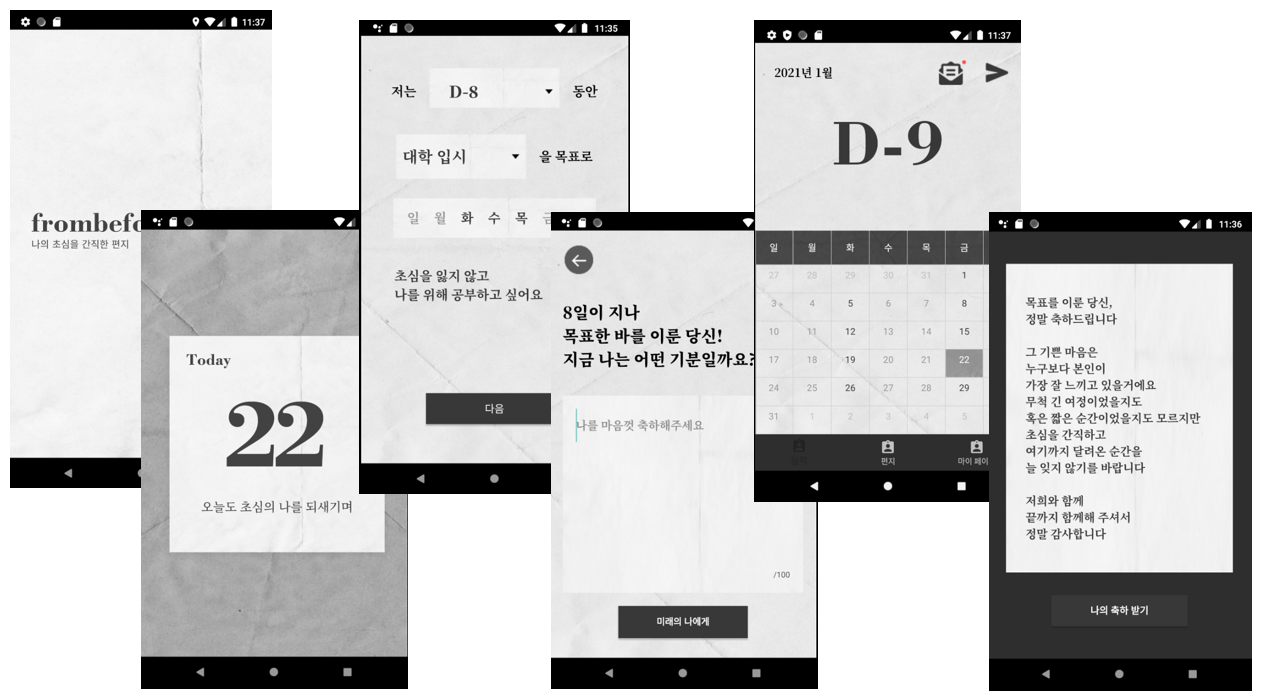 11:37
frombefo
나의 초심을 간직한 편지
Today
22
오늘도 초심의 나를 되새기며
11:35
저는 D-8 동안
대학 입시 을 목표로
일 월 화 수 목 금
초심을 잃지 않고
나를 위해 공부하고 싶어요
다음
8일이 지나
목표한 바를 이룬 당신!
지금 나는 어떤 기분일까요?
나를 마음껏 축하해주세요
/100
미래의 나에게
11:37
2021년 1월
D-9
일 월 화 수 목 금
27 28 29 30 31 1
3 4 5 6 7 8
10 11 12 13 14 15
17 18 19 20 21 22
24 25 26 27 28 29
31 1 2 3 4 5
편지 마이 페이
11:36
목표를 이룬 당신,
정말 축하드립니다
그 기쁜 마음은
누구보다 본인이
가장 잘 느끼고 있을거에요
무척 긴 여정이었을지도
혹은 짧은 순간이었을지도 모르지만
초심을 간직하고
여기까지 달려온 순간을
늘 잊지 않기를 바랍니다
저희와 함께
끝까지 함께해 주셔서
정말 감사합니다
나의 축하 받기